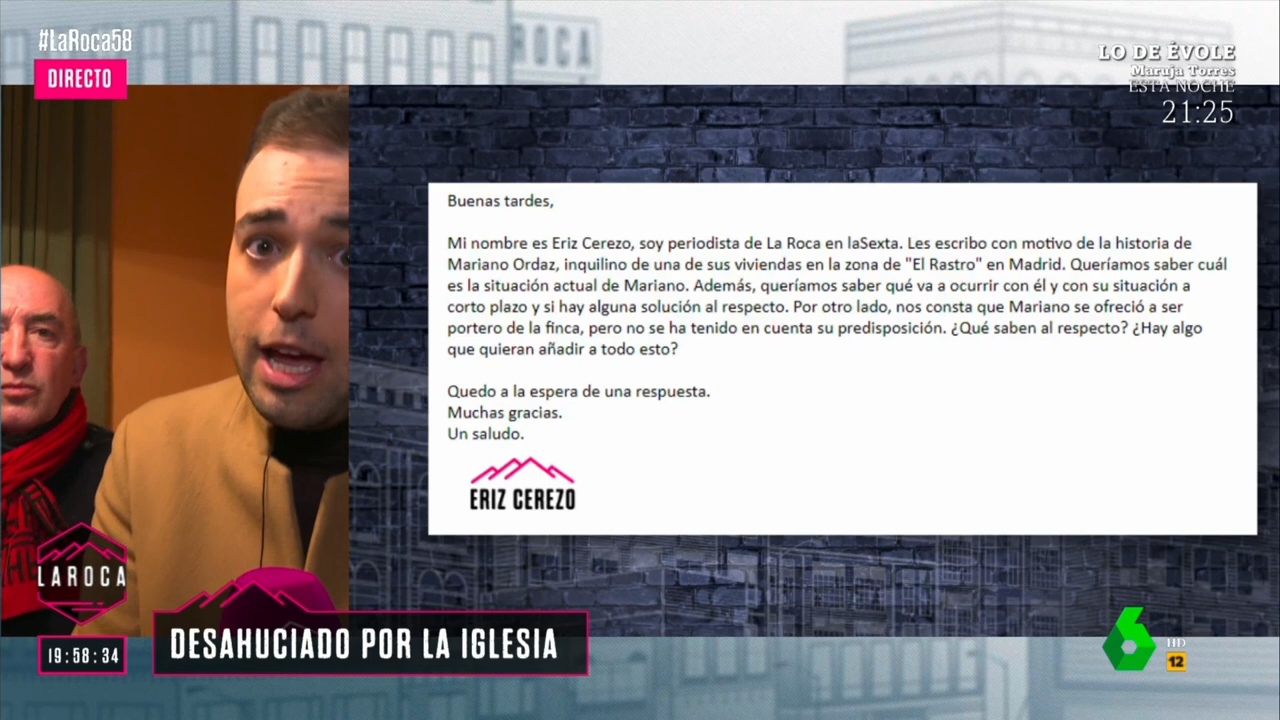 #LaRoca58
DIRECTO
LO DE ÉVOLE
Maruja Torres
ESTA NOCHE
21:25
ROCA
Buenas tardes,
Mi nombre es Eriz Cerezo, soy periodista de La Roca en laSexta. Les escribo con motivo de la historia de
Mariano Ordaz, inquilino de una de sus viviendas en la zona de "El Rastro" en Madrid. Queríamos saber cuál
es la situación actual de Mariano. Además, queríamos saber qué va a ocurrir con él y con su situación a
corto plazo y si hay alguna solución al respecto. Por otro lado, nos consta que Mariano se ofreció a ser
portero de la finca, pero no se ha tenido en cuenta su predisposición. ¿Qué saben al respecto? ¿Hay algo
que quieran añadir a todo esto?
Quedo a la espera de una respuesta.
Muchas gracias.
Un saludo.
ERIZ CEREZO
LAROCA
19:58:34
DESAHUCIADO POR LA IGLESIA
6
HD
12